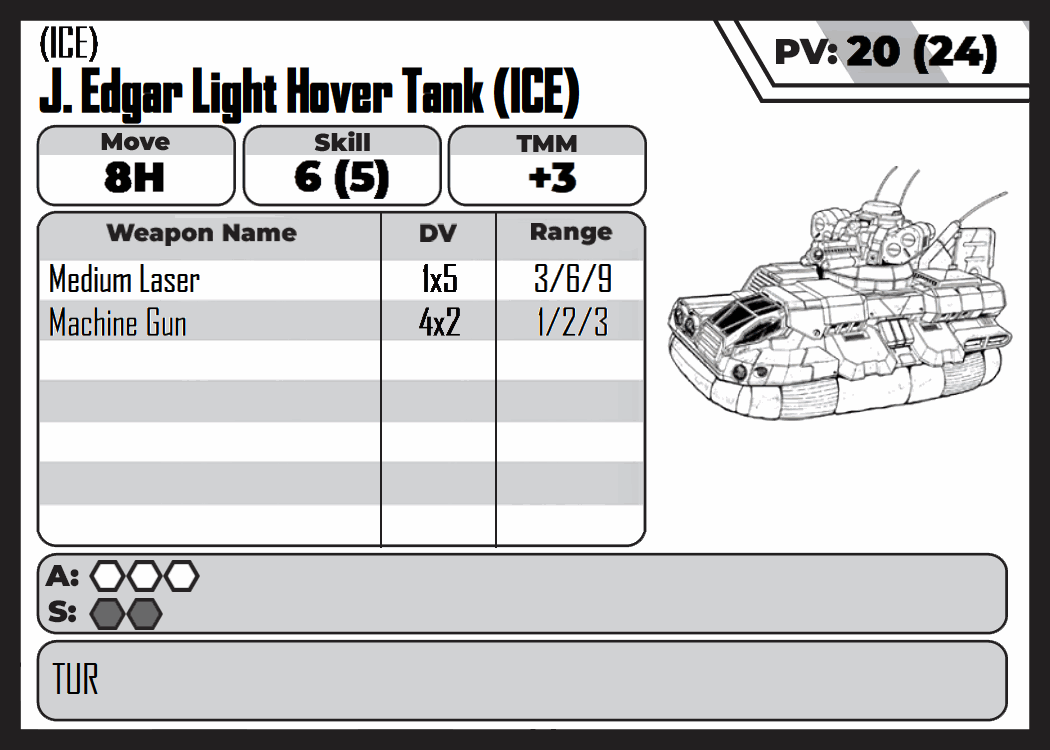 (ICE)
J. Edgar Light Hover Tank (ICE)
PV: 20 (24)
Move Skill TMM
8H 6 (5) +3
Weapon Name DV Range
Medium Laser 1x5 3/6/9
Machine Gun 4x2 1/2/3
A:
S:
TUR